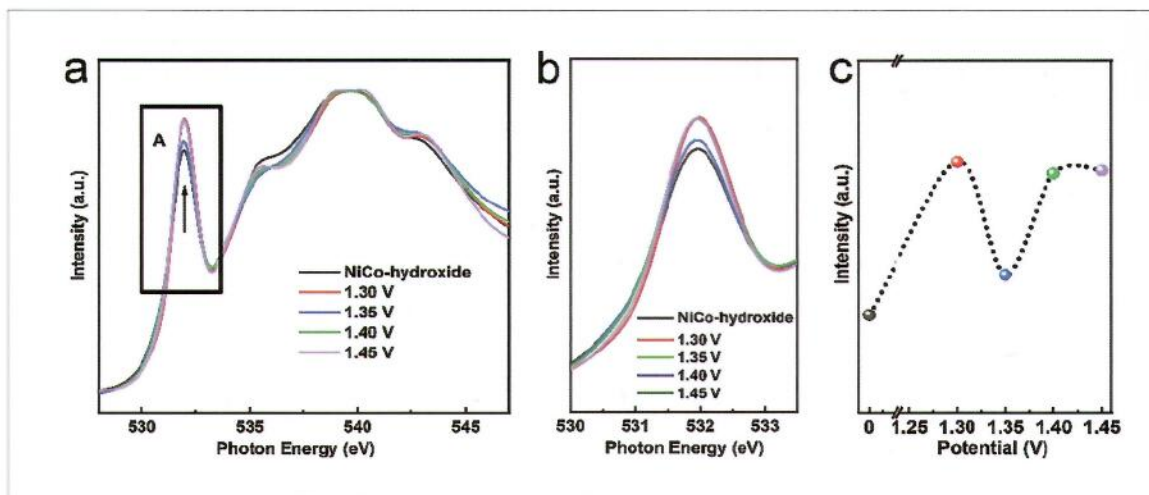 a
A
Intensity (a.u.)
NiCo-hydroxide
1.30 V
1.35 V
1.40 V
1.45 V
530 535 540 545
Photon Energy (eV)
b
Intensity (a.u.)
NiCo-hydroxide
1.30 V
1.35 V
1.40 V
1.45 V
530 531 532 533
Photon Energy (eV)
c
Intensity (a.u.)
0 1.25 1.30 1.35 1.40 1.45
Potential (V)